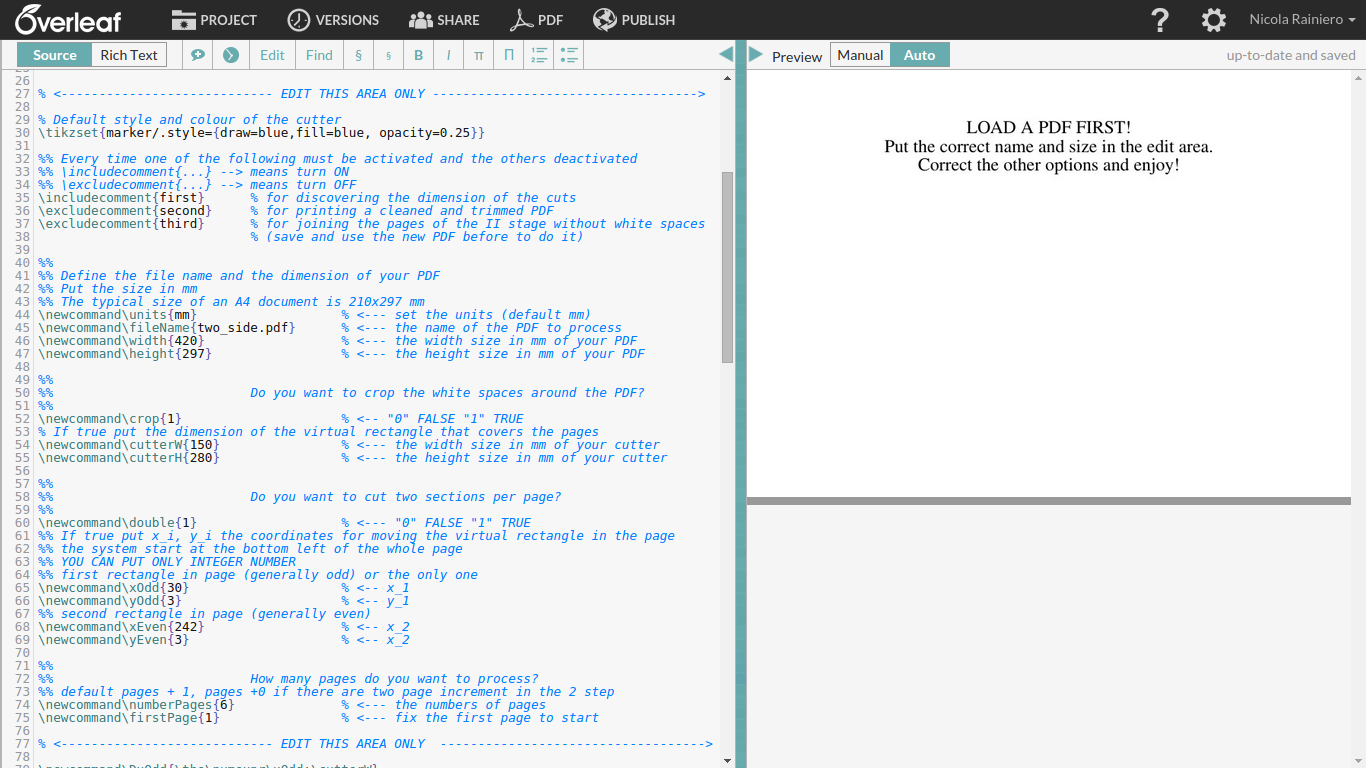 Overleaf PROJECT VERSIONS SHARE PDF PUBLISH ? Nicola Rainiero
Source Rich Text Edit Find § § B I π Π Preview Manual Auto up-to-date and saved
26
27 % <---------------------------- EDIT THIS AREA ONLY ----------------------------------->
28
29 % Default style and colour of the cutter
30 \tikzset{marker/.style={draw=blue,fill=blue, opacity=0.25}}
31
32 %% Every time one of the following must be activated and the others deactivated
33 %% \includecomment{...} --> means turn ON
34 %% \excludecomment{...} --> means turn OFF
35 \includecomment{first} % for discovering the dimension of the cuts
36 \excludecomment{second} % for printing a cleaned and trimmed PDF
37 \excludecomment{third} % for joining the pages of the II stage without white spaces
38 % (save and use the new PDF before to do it)
39
40 %%
41 %% Define the file name and the dimension of your PDF
42 %% Put the size in mm
43 %% The typical size of an A4 document is 210x297 mm
44 \newcommand\units{mm} % <--- set the units (default mm)
45 \newcommand\fileName{two_side.pdf} % <--- the name of the PDF to process
46 \newcommand\width{420} % <--- the width size in mm of your PDF
47 \newcommand\height{297} % <--- the height size in mm of your PDF
48
49 %%
50 %% Do you want to crop the white spaces around the PDF?
51 %%
52 \newcommand\crop{1} % <-- "0" FALSE "1" TRUE
53 % If true put the dimension of the virtual rectangle that covers the pages
54 \newcommand\cutterW{150} % <--- the width size in mm of your cutter
55 \newcommand\cutterH{280} % <--- the height size in mm of your cutter
56
57 %%
58 %% Do you want to cut two sections per page?
59 %%
60 \newcommand\double{1} % <--- "0" FALSE "1" TRUE
61 %% If true put x_i, y_i the coordinates for moving the virtual rectangle in the page
62 %% the system start at the bottom left of the whole page
63 %% YOU CAN PUT ONLY INTEGER NUMBER
64 %% first rectangle in page (generally odd) or the only one
65 \newcommand\xOdd{30} % <-- x_1
66 \newcommand\yOdd{3} % <-- y_1
67 %% second rectangle in page (generally even)
68 \newcommand\xEven{242} % <-- x_2
69 \newcommand\yEven{3} % <-- x_2
70
71 %%
72 %% How many pages do you want to process?
73 %% default pages + 1, pages +0 if there are two page increment in the 2 step
74 \newcommand\numberPages{6} % <--- the numbers of pages
75 \newcommand\firstPage{1} % <--- fix the first page to start
76
77 % <---------------------------- EDIT THIS AREA ONLY ----------------------------------->
78
LOAD A PDF FIRST!
Put the correct name and size in the edit area.
Correct the other options and enjoy!